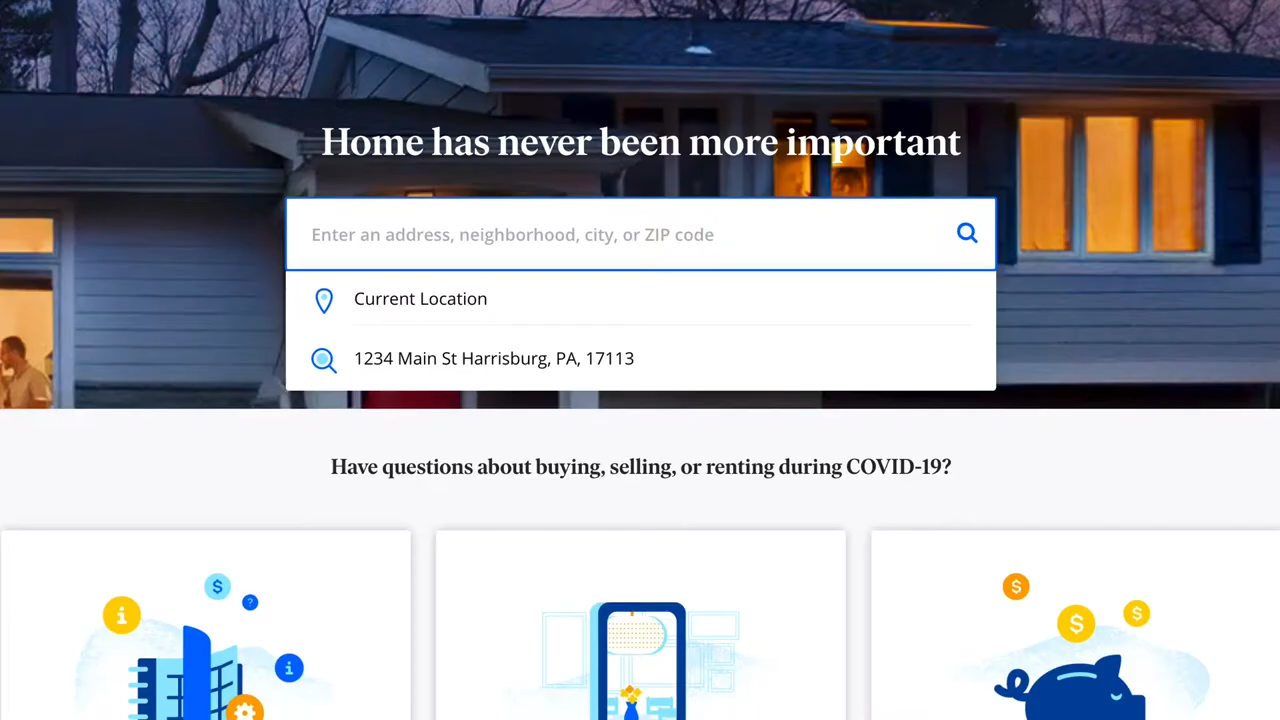 Home has never been more important
Enter an address, neighborhood, city, or ZIP code
Current Location
1234 Main St Harrisburg, PA, 17113
Have questions about buying, selling, or renting during COVID-19?
$
?
i
i
$
$
$